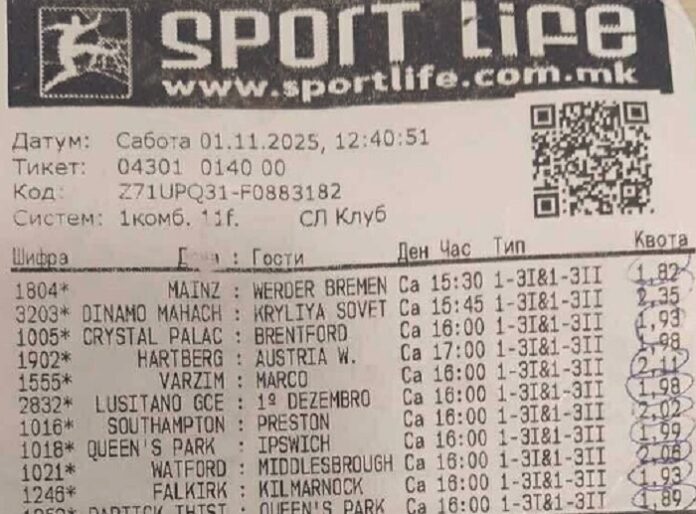 SPORT LIFE
www.sportlife.com.mk
Датум: Сабота 01.11.2025, 12:40:51
Тикет: 04301 0140 00
Код: Z71UPQ31-F0883182
Систем: 1комб. 11f. СЛ Клуб
Шифра : Гости Ден Час Тип Квота
1804* MAINZ : WERDER BREMEN Са 15:30 1-3I&1-3II 1,82
3203* DINAMO MAHACH : KRYLIYA SOVET Са 15:45 1-3I&1-3II 2,35
1005* CRYSTAL PALAC : BRENTFORD Са 16:00 1-3I&1-3II 1,93
1902* HARTBERG : AUSTRIA W. Са 17:00 1-3I&1-3II 1,98
1555* VARZIM : MARCO Са 16:00 1-3I&1-3II 2,11
2832* LUSITANO GCE : 1º DEZEMBRO Са 16:00 1-3I&1-3II 1,98
1016* SOUTHAMPTON : PRESTON Са 16:00 1-3I&1-3II 2,02
1018* QUEEN'S PARK : IPSWICH Са 16:00 1-3I&1-3II 1,99
1021* WATFORD : MIDDLESBROUGH Са 16:00 1-3I&1-3II 2,06
1246* FALKIRK : KILMARNOCK Са 16:00 1-3I&1-3II 1,93
PARTICK THIST : QUEEN'S PARK Са 16:00 1-3I&1-3II 1,89